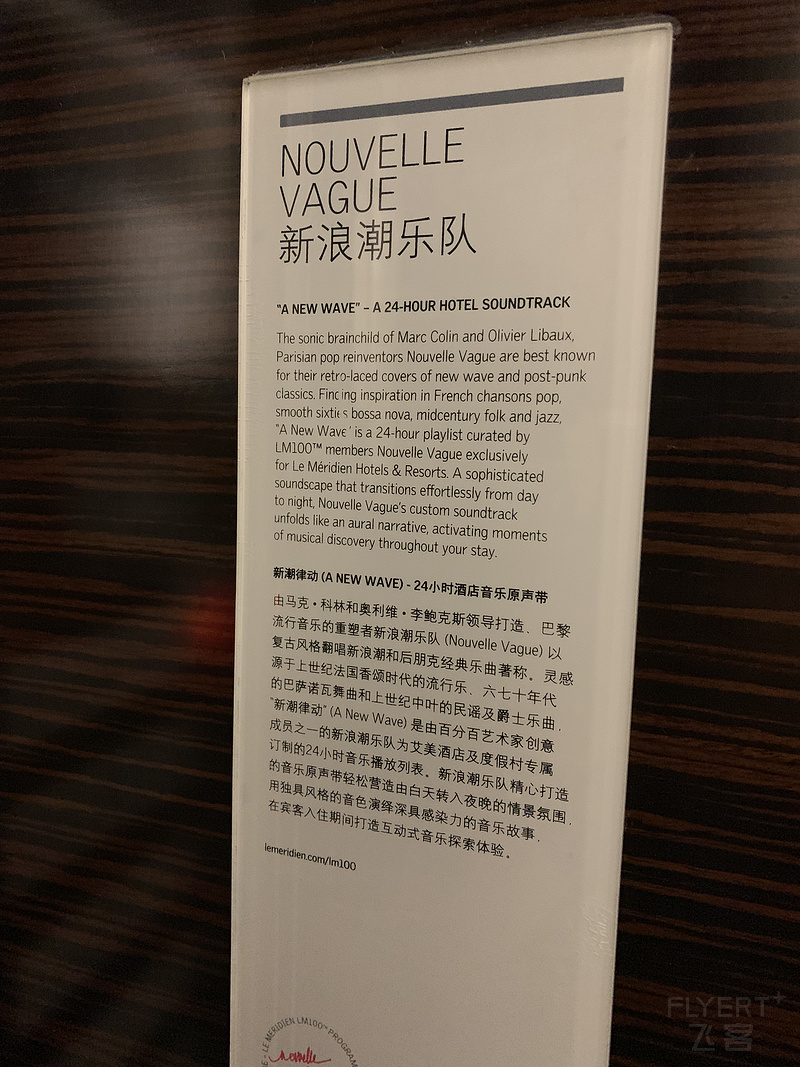 NOUVELLE
VAGUE
新浪潮乐队
“A NEW WAVE” – A 24-HOUR HOTEL SOUNDTRACK
The sonic brainchild of Marc Colin and Olivier Libaux,
Parisian pop reinventors Nouvelle Vague are best known
for their retro-laced covers of new wave and post-punk
classics. Finding inspiration in French chansons pop,
smooth sixties bossa nova, midcentury folk and jazz,
“A New Wave” is a 24-hour playlist curated by
LM100™ members Nouvelle Vague exclusively
for Le Méridien Hotels & Resorts. A sophisticated
soundscape that transitions effortlessly from day
to night, Nouvelle Vague’s custom soundtrack
unfolds like an aural narrative, activating moments
of musical discovery throughout your stay.
新潮律动 (A NEW WAVE) - 24小时酒店音乐原声带
由马克·科林和奥利维·李鲍克斯领导打造、巴黎
流行音乐的重塑者新浪潮乐队 (Nouvelle Vague) 以
复古风格翻唱新浪潮和后朋克经典乐曲著称。灵感
源于上世纪法国香颂时代的流行乐、六七十年代
的巴萨诺瓦舞曲和上世纪中叶的民谣及爵士乐曲，
“新潮律动” (A New Wave) 是由百分百艺术家创意
成员之一的新浪潮乐队为艾美酒店及度假村专属
订制的24小时音乐播放列表。新浪潮乐队精心打造
的音乐原声带轻松营造由白天转入夜晚的情景氛围，
用独具风格的音色演绎深具感染力的音乐故事，
在宾客入住期间打造互动式音乐探索体验。
lemeridien.com/lm100
LE MÉRIDIEN LM100™ PROGRAM
nouvelle
FLYERT+
飞客